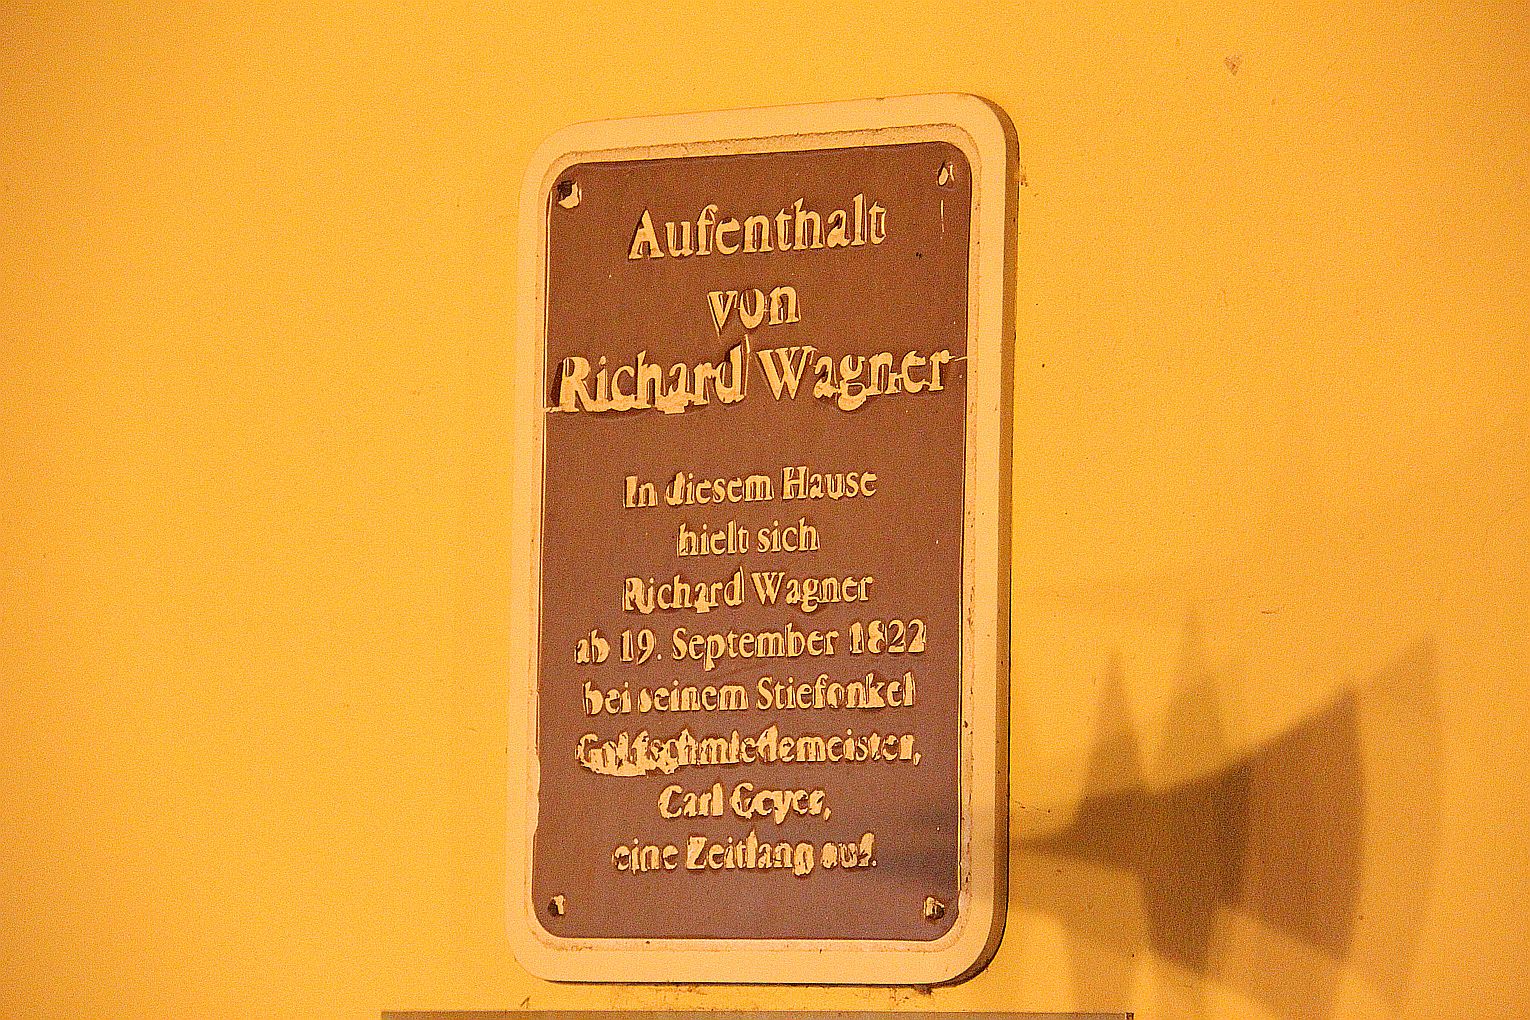 Aufenthalt
von
Richard Wagner
In diesem Hause
hielt sich
Richard Wagner
ab 19. September 1822
bei seinem Stiefonkel
Goldschmiedemeister,
Carl Geyer,
eine Zeitlang auf.